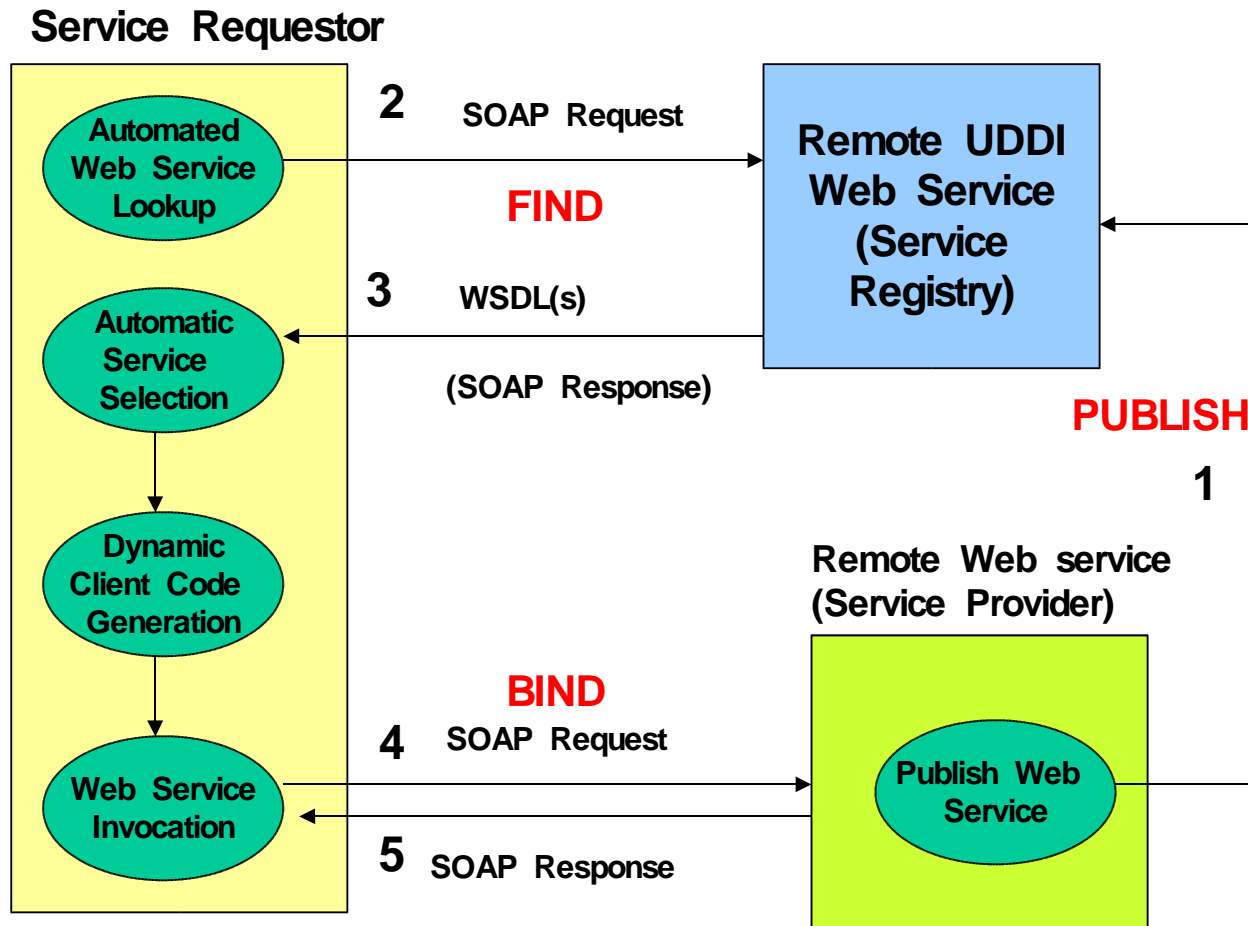 Service Requestor
Automated
Web Service
Lookup
2
SOAP Request
FIND
Remote UDDI
Web Service
(Service
Registry)
3
WSDL(s)
(SOAP Response)
Automatic
Service
Selection
PUBLISH
1
Dynamic
Client Code
Generation
Remote Web service
(Service Provider)
BIND
4
SOAP Request
Web Service
Invocation
Publish Web
Service
5
SOAP Response